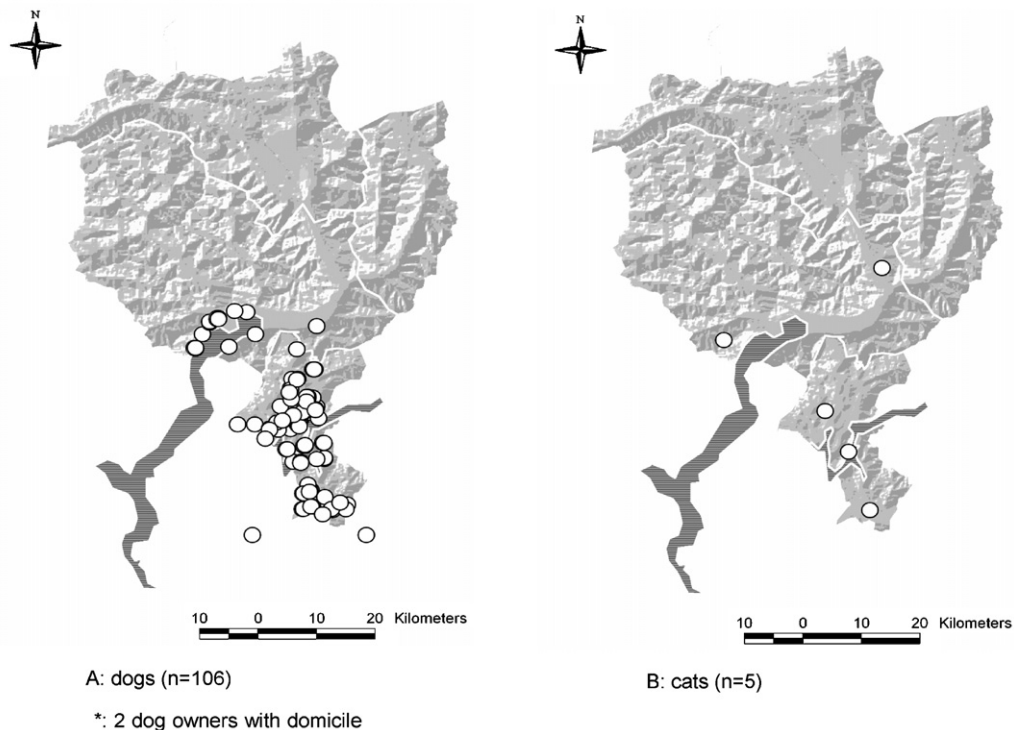 N
N
10 0 10 20 Kilometers
10 0 10 20 Kilometers
A: dogs (n=106)
B: cats (n=5)
*: 2 dog owners with domicile